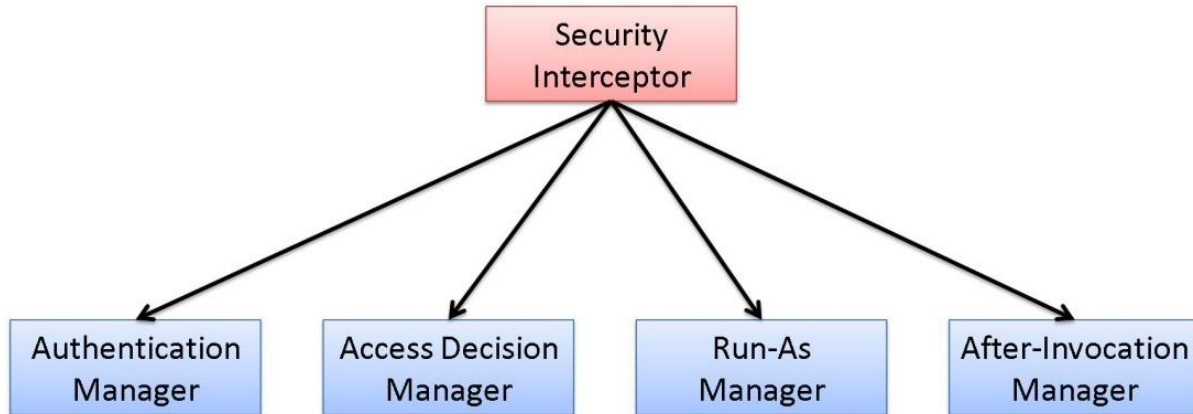 Security
Interceptor
Authentication
Manager
Access Decision
Manager
Run-As
Manager
After-Invocation
Manager